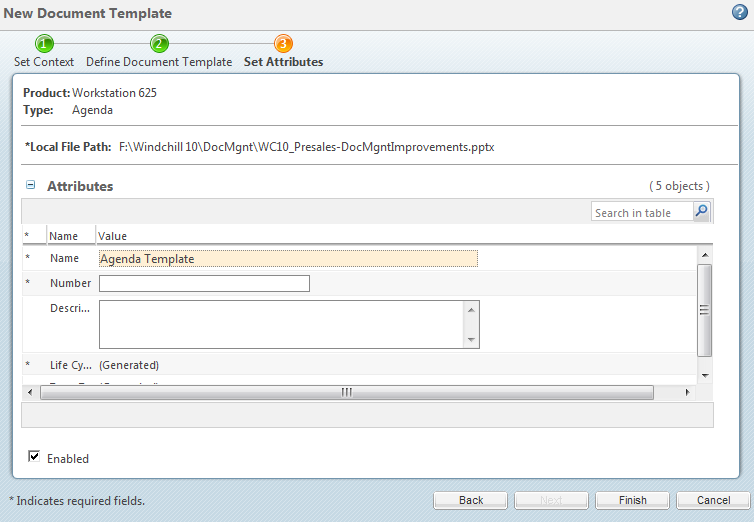 New Document Template
?
1 2 3
Set Context Define Document Template Set Attributes
Product: Workstation 625
Type: Agenda
*Local File Path: F:\Windchill 10\DocMgnt\WC10_Presales-DocMgntImprovements.pptx
Attributes (5 objects)
Search in table
* Name Value
* Name Agenda Template
* Number
Descri...
* Life Cy... (Generated)
Enabled
* Indicates required fields.
Back Next Finish Cancel